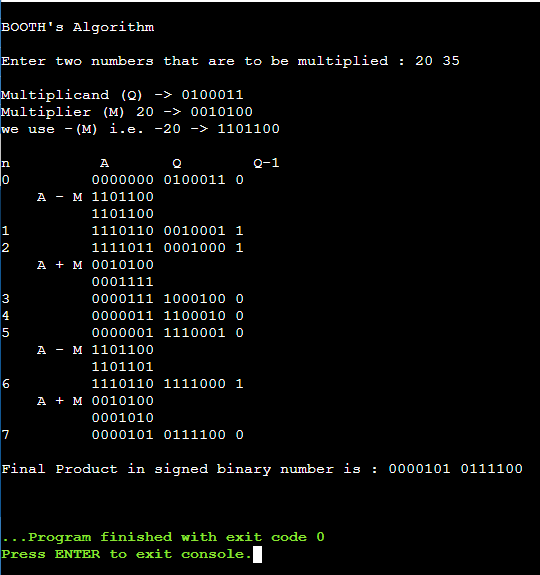 BOOTH's Algorithm
Enter two numbers that are to be multiplied : 20 35
Multiplicand (Q) -> 0100011
Multiplier (M) 20 -> 0010100
we use -(M) i.e. -20 -> 1101100
n A Q Q-1
0 0000000 0100011 0
A - M 1101100
1101100
1 1110110 0010001 1
2 1111011 0001000 1
A + M 0010100
0001111
3 0000111 1000100 0
4 0000011 1100010 0
5 0000001 1110001 0
A - M 1101100
1101101
6 1110110 1111000 1
A + M 0010100
0001010
7 0000101 0111100 0
Final Product in signed binary number is : 0000101 0111100
...Program finished with exit code 0
Press ENTER to exit console.